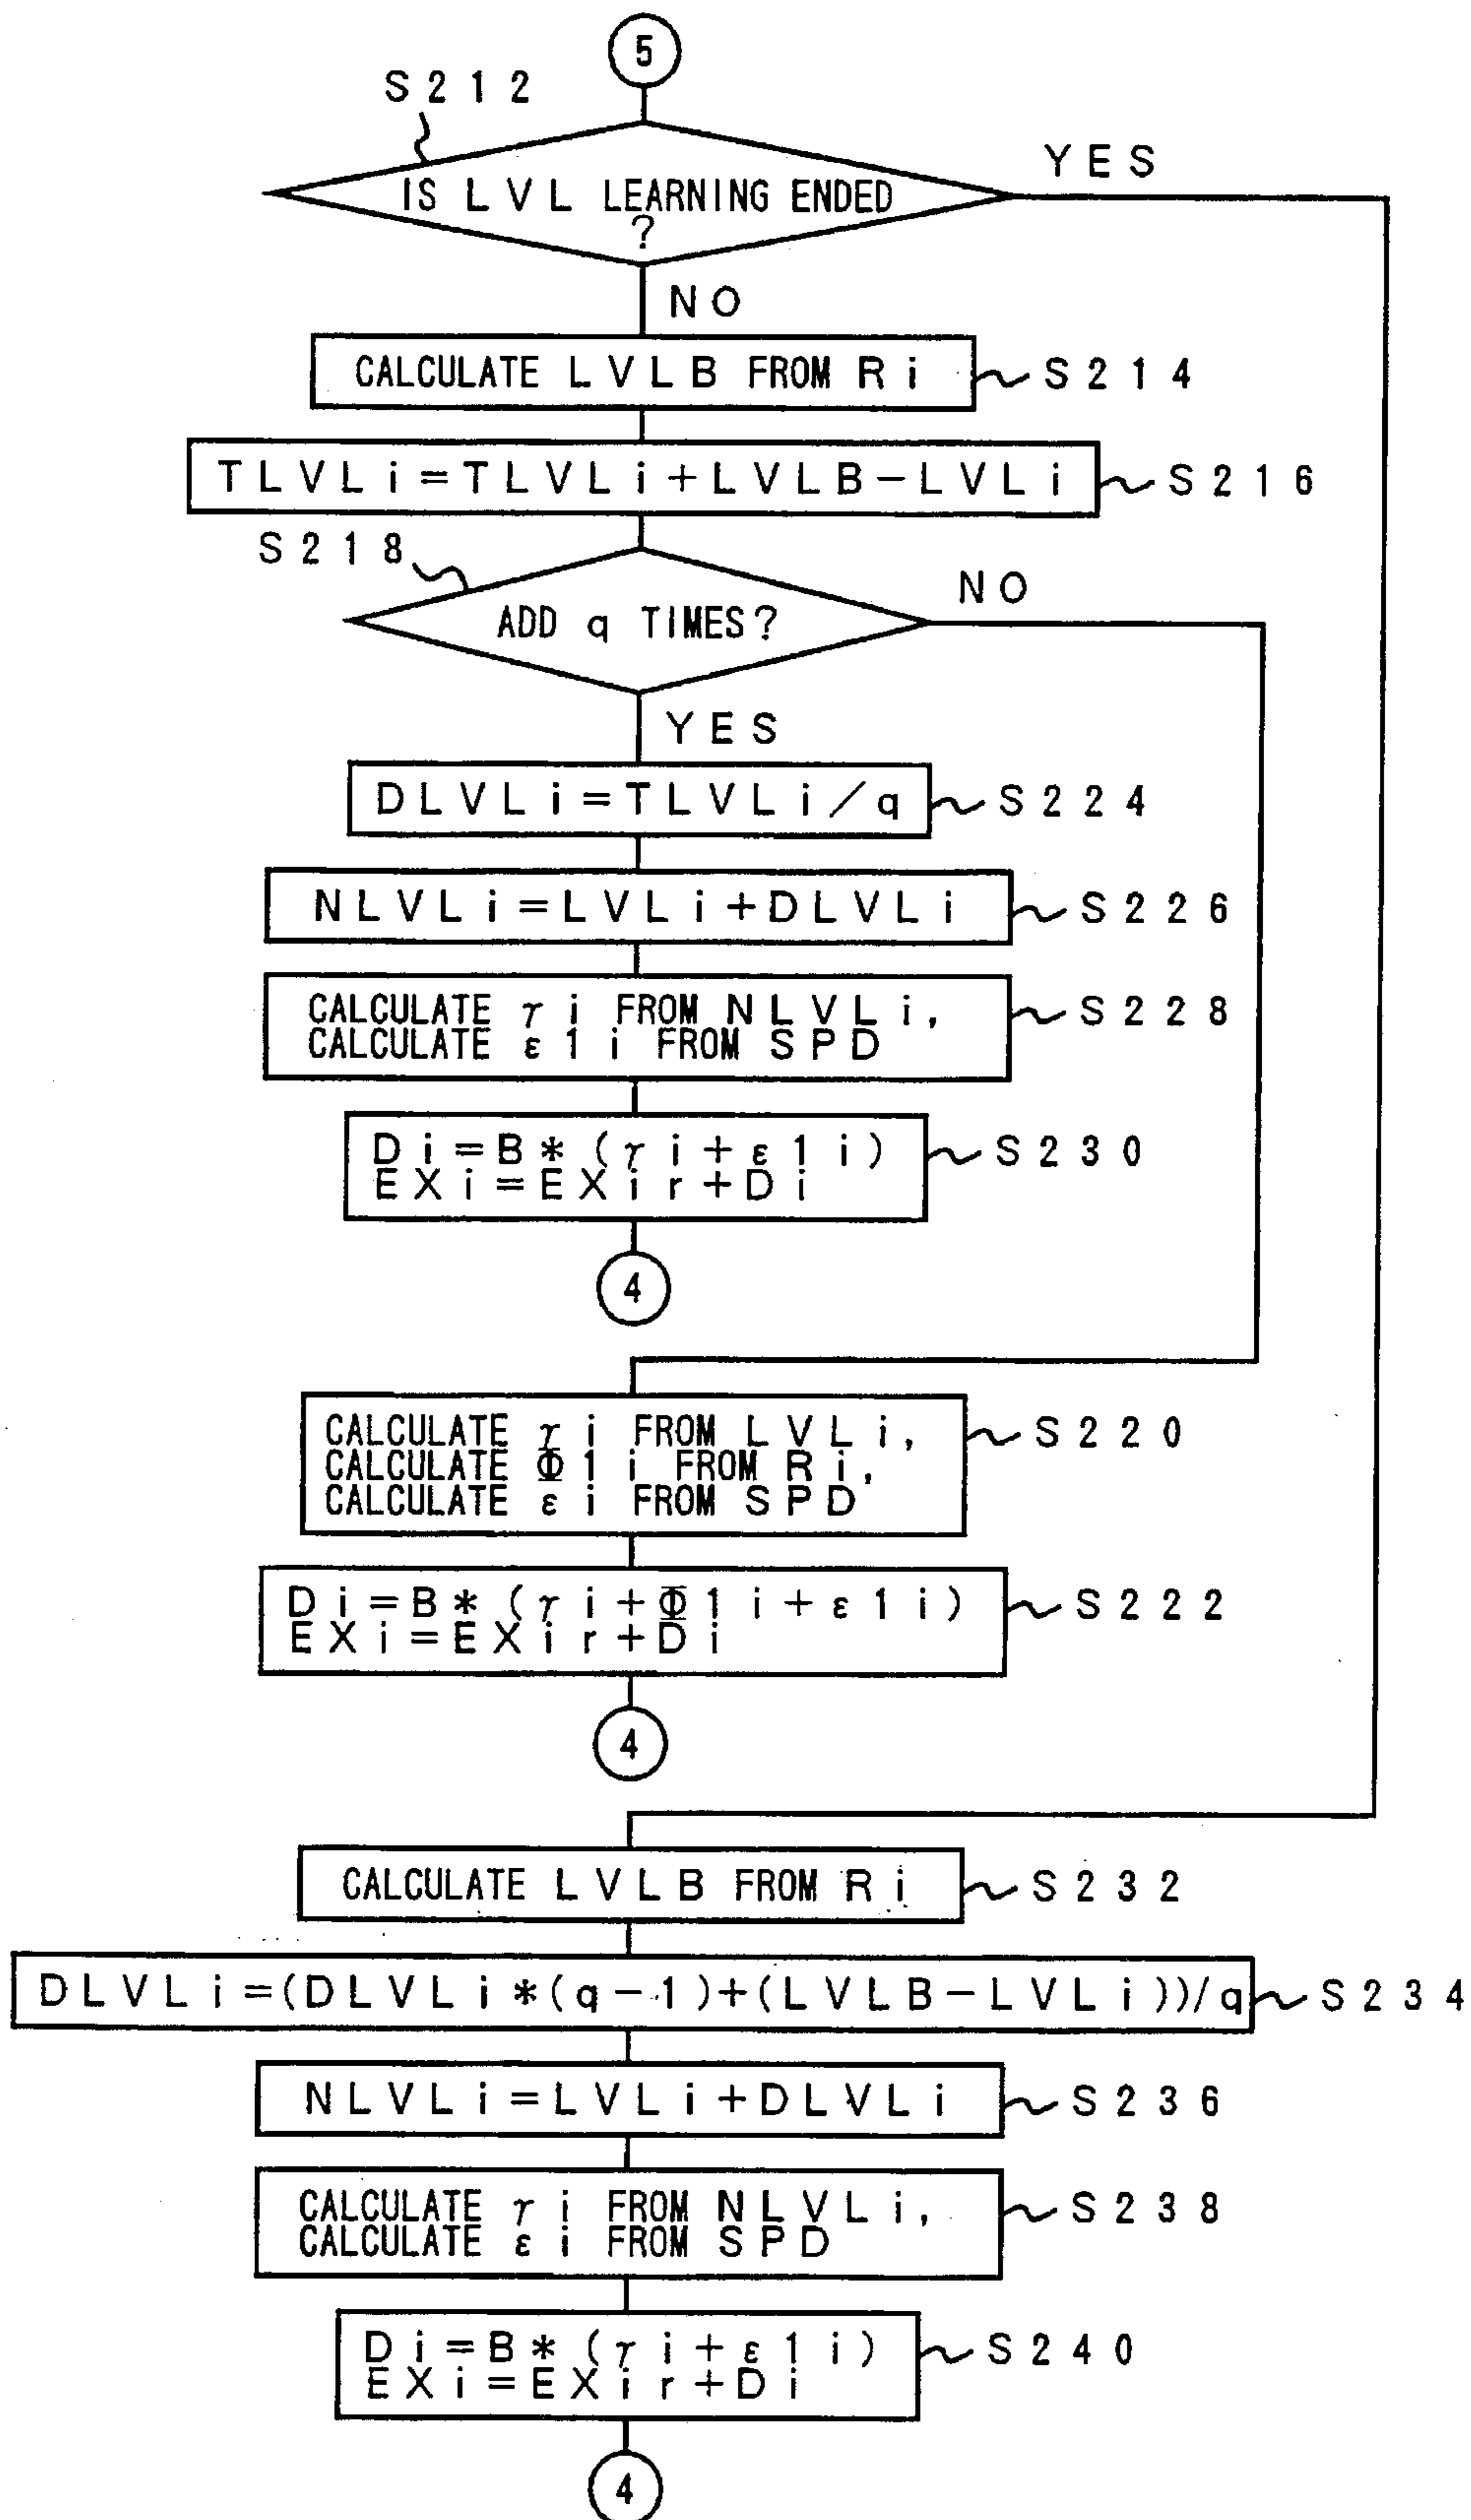 5
S212
YES
IS LVL LEARNING ENDED
?
NO
CALCULATE LVLB FROM Ri
S214
TLVLi=TLVLi+LVLB-LVLi
S216
S218
NO
ADD q TIMES?
YES
DLVLi=TLVLi/q
S224
NLVLi=LVLi+DLVLi
S226
CALCULATE γi FROM NLVLi,
CALCULATE ε1i FROM SPD
S228
Di=B*(γi+ε1i)
EXi=EXir+Di
S230
4
CALCULATE γi FROM LVLi,
CALCULATE Φ1i FROM Ri,
CALCULATE εi FROM SPD
S220
Di=B*(γi+Φ1i+ε1i)
EXi=EXir+Di
S222
4
CALCULATE LVLB FROM Ri
S232
DLVLi=(DLVLi*(q-1)+(LVLB-LVLi))/q
S234
NLVLi=LVLi+DLVLi
S236
CALCULATE γi FROM NLVLi,
CALCULATE εi FROM SPD
S238
Di=B*(γi+ε1i)
EXi=EXir+Di
S240
4